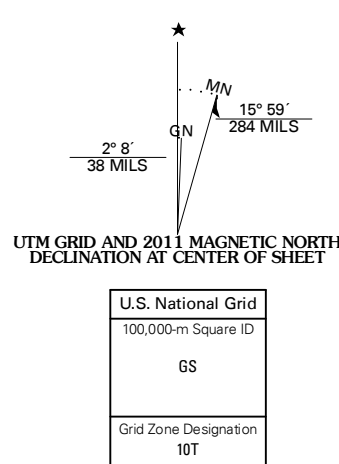 ★
MN
15° 59´
284 MILS
GN
2° 8´
38 MILS
UTM GRID AND 2011 MAGNETIC NORTH
DECLINATION AT CENTER OF SHEET
U.S. National Grid
100,000-m Square ID
GS
Grid Zone Designation
10T